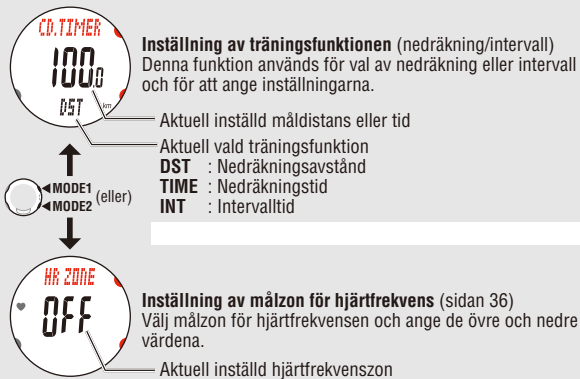 CD.TIMER
100.0
km
DST
Inställning av träningsfunktionen (nedräkning/intervall)
Denna funktion används för val av nedräkning eller intervall
och för att ange inställningarna.
Aktuell inställd måldistans eller tid
Aktuell vald träningsfunktion
DST : Nedräkningsavstånd
TIME : Nedräkningstid
INT : Intervalltid
MODE1
MODE2
(eller)
HR ZONE
OFF
Inställning av målzon för hjärtfrekvens (sidan 36)
Välj målzon för hjärtfrekvensen och ange de övre och nedre
värdena.
Aktuell inställd hjärtfrekvenszon